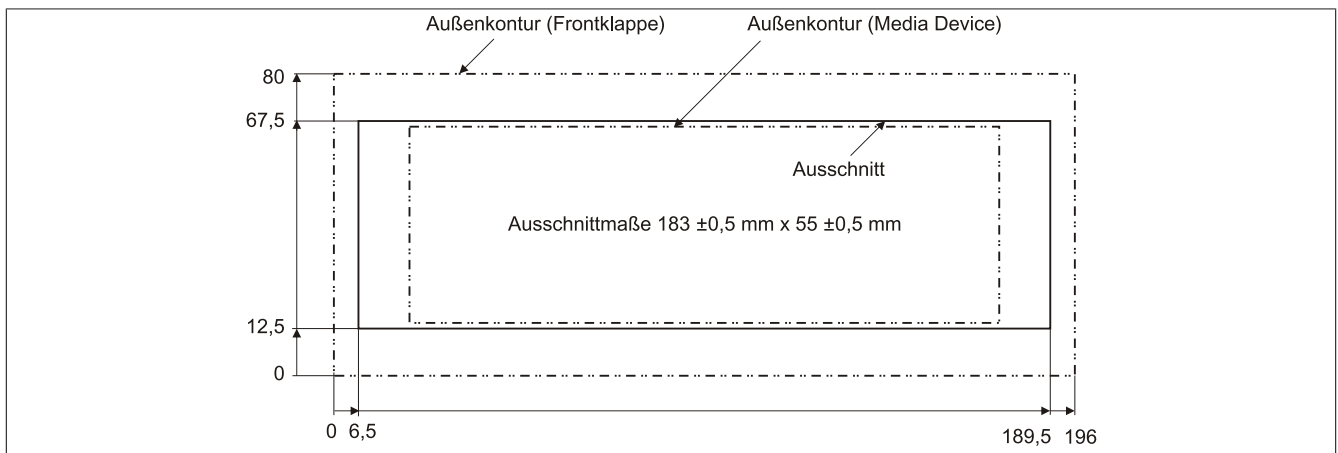 Außenkontur (Frontklappe)
Außenkontur (Media Device)
80
67,5
Ausschnitt
Ausschnittmaße 183 ±0,5 mm x 55 ±0,5 mm
12,5
0
0 6,5
189,5 196